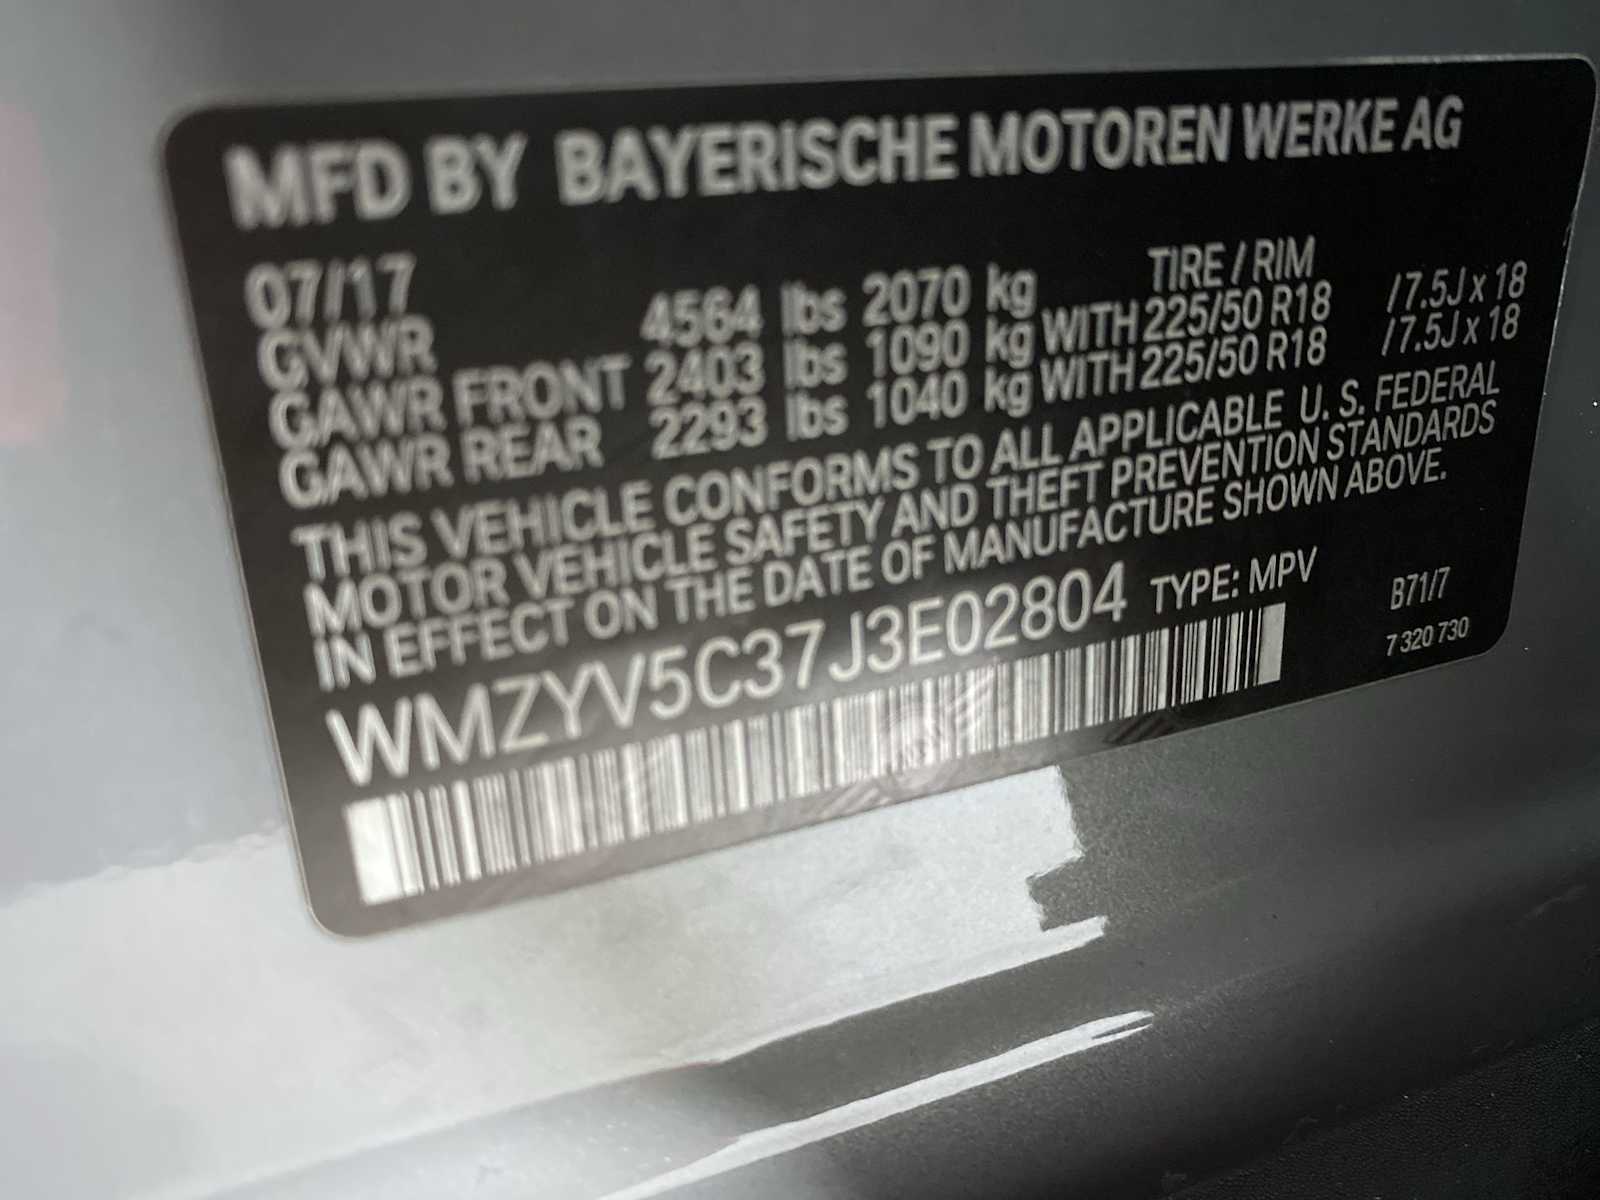 MFD BY BAYERISCHE MOTOREN WERKE AG
07/17 TIRE / RIM
GVWR 4564 lbs 2070 kg
GAWR FRONT 2403 lbs 1090 kg WITH 225/50 R18 /7.5J x 18
GAWR REAR 2293 lbs 1040 kg WITH 225/50 R18 /7.5J x 18
THIS VEHICLE CONFORMS TO ALL APPLICABLE U. S. FEDERAL
MOTOR VEHICLE SAFETY AND THEFT PREVENTION STANDARDS
IN EFFECT ON THE DATE OF MANUFACTURE SHOWN ABOVE.
WMZYV5C37J3E02804 TYPE: MPV B71/7
7 320 730